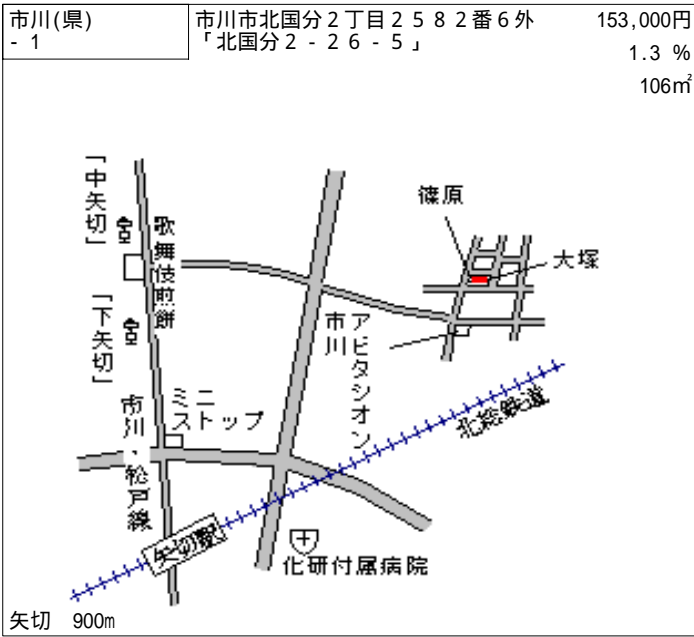 市川(県)
- 1
市川市北国分２丁目２５８２番６外
「北国分２‐２６‐５」
153,000円
1.3 %
106㎡
「中矢切」
歌舞伎煎餅
篠原
大塚
「下矢切」
アビタシオン
市川
ミニ
ストップ
市川・松戸線
北総鉄道
矢切駅
化研付属病院
矢切 900m